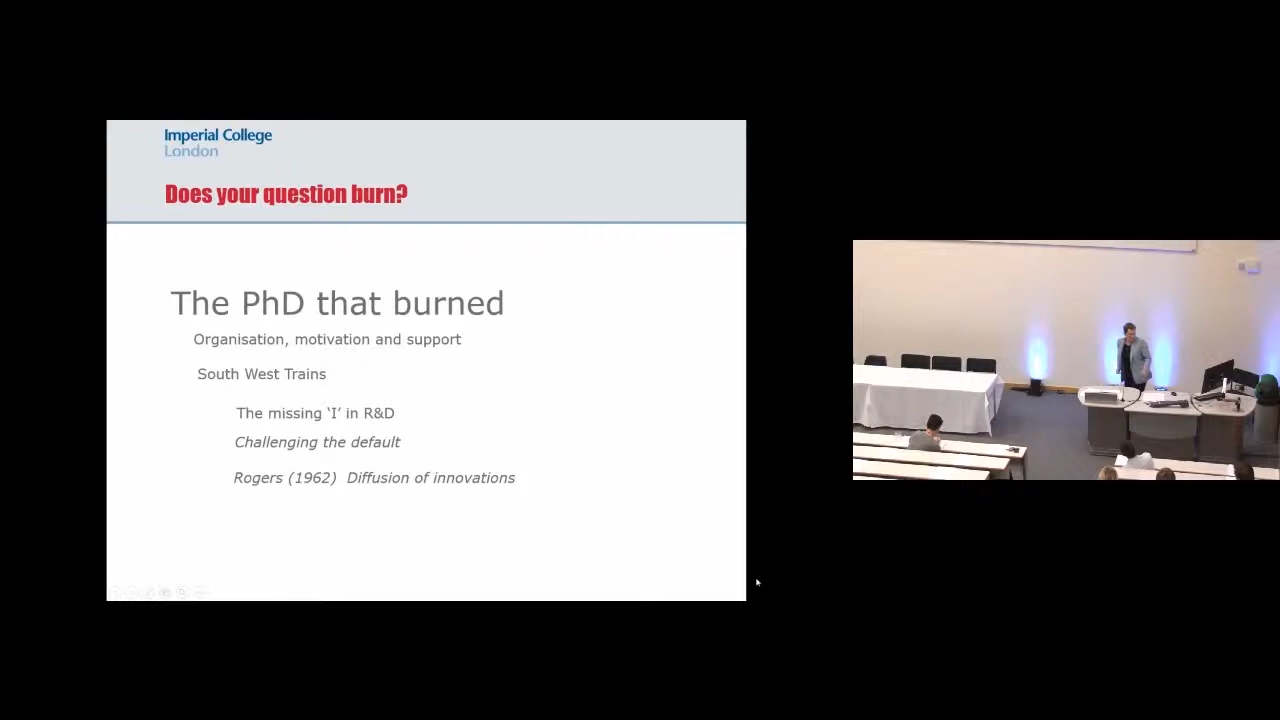 Imperial College
London
Does your question burn?
The PhD that burned
Organisation, motivation and support
South West Trains
The missing ‘I’ in R&D
Challenging the default
Rogers (1962)  Diffusion of innovations